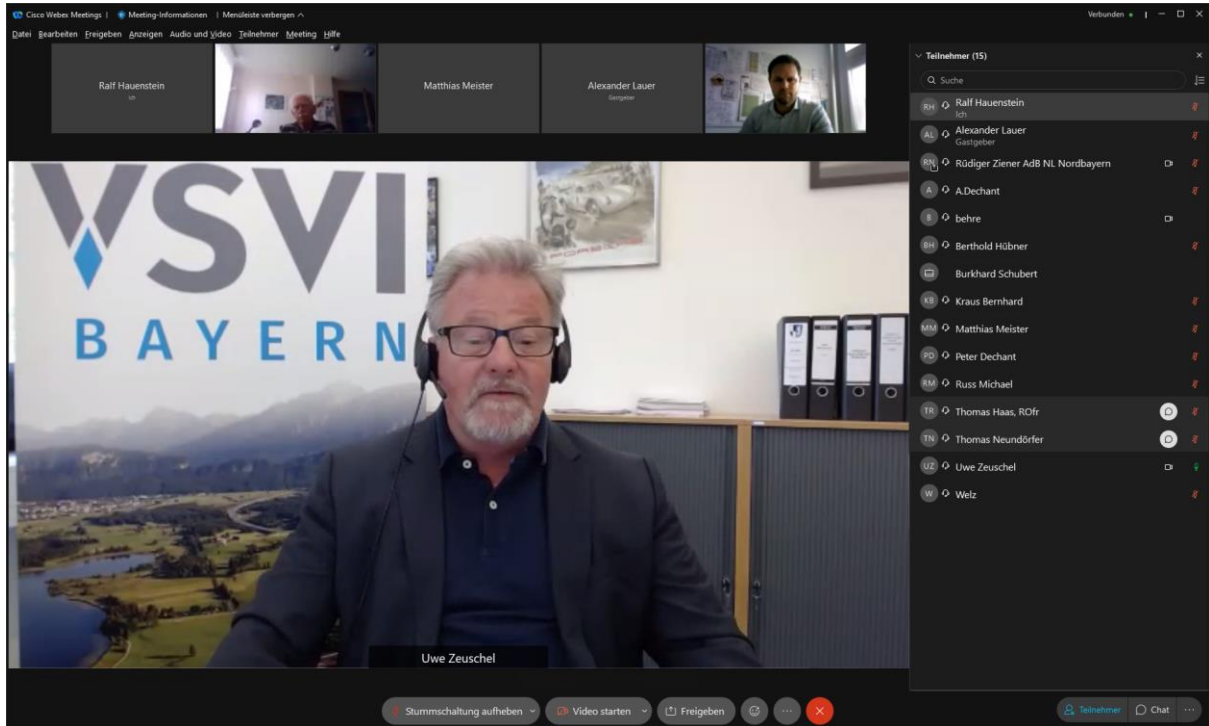 Cisco Webex Meetings | Meeting-Informationen | Menüleiste verbergen Verbunden
Datei Bearbeiten Freigeben Anzeigen Audio und Video Teilnehmer Meeting Hilfe
Ralf Hauenstein
Ich
Matthias Meister
Alexander Lauer
Gastgeber
VSVI
BAYERN
PORSCHE
Uwe Zeuschel
Teilnehmer (15)
Suche
RH Ralf Hauenstein
Ich
AL Alexander Lauer
Gastgeber
RN Rüdiger Ziener AdB NL Nordbayern
A A.Dechant
B behre
BH Berthold Hübner
Burkhard Schubert
KB Kraus Bernhard
MM Matthias Meister
PD Peter Dechant
RM Russ Michael
TR Thomas Haas, ROfr
TN Thomas Neundörfer
UZ Uwe Zeuschel
W Welz
Stummschaltung aufheben Video starten Freigeben
Teilnehmer Chat